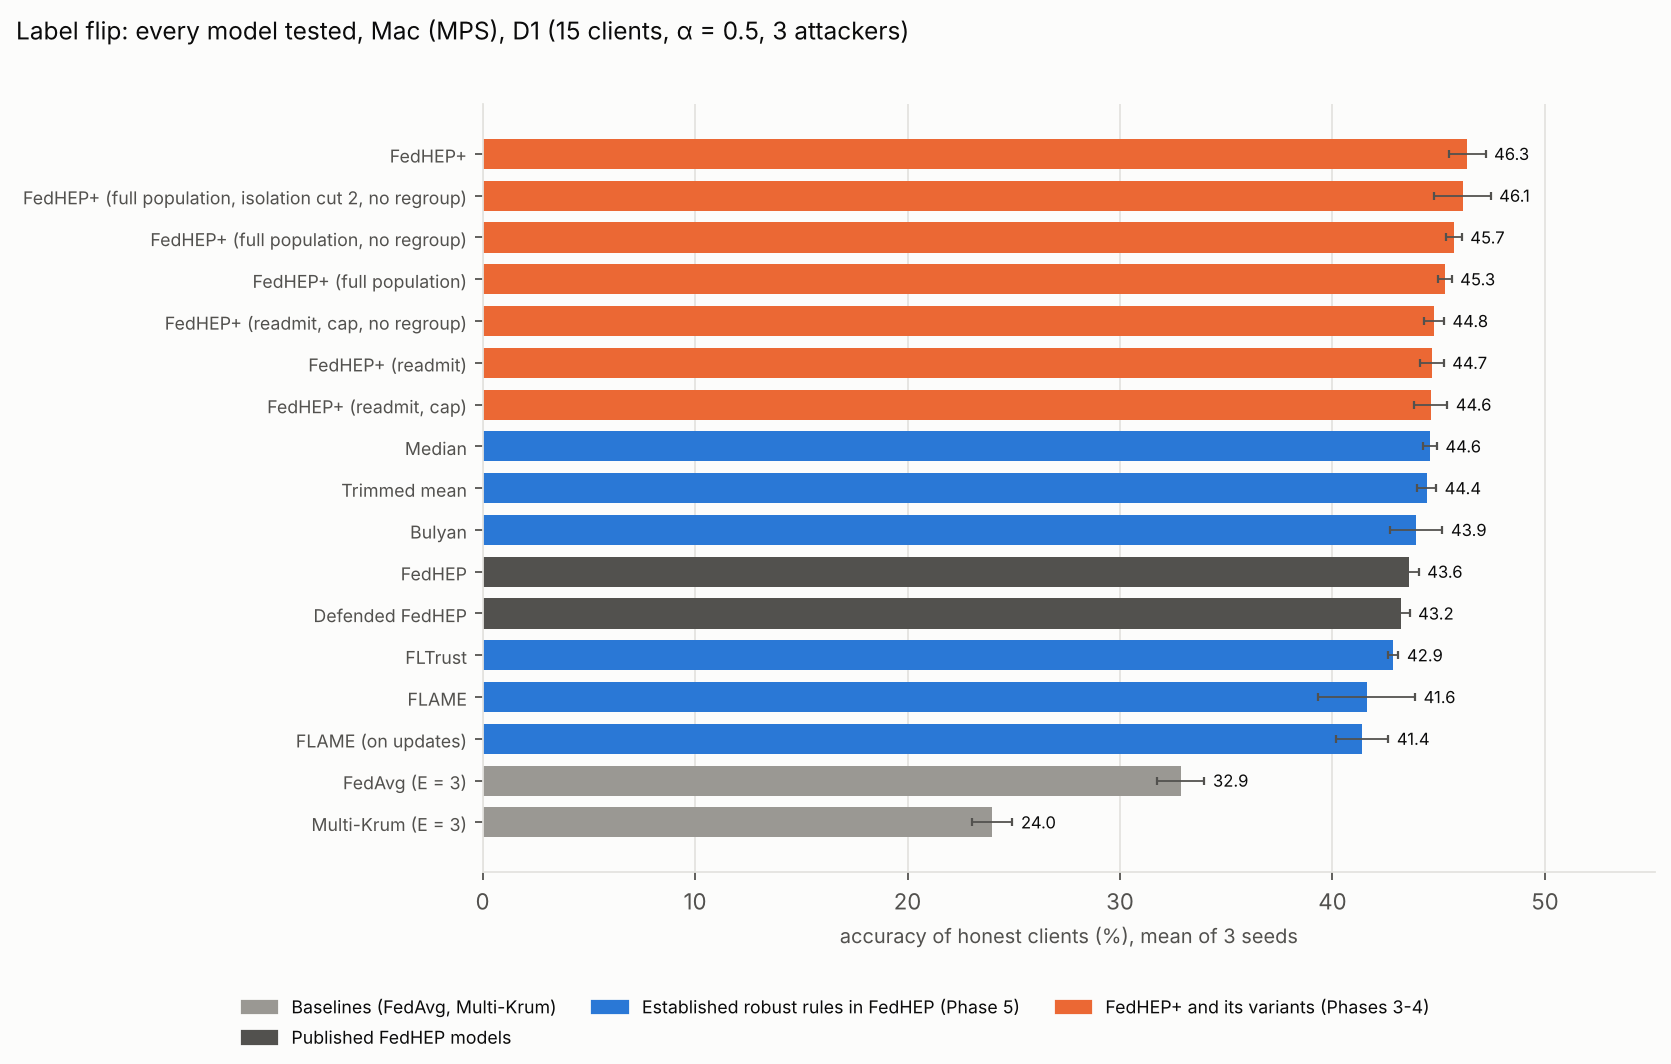 Label flip: every model tested, Mac (MPS), D1 (15 clients, α = 0.5, 3 attackers)
FedHEP+ 46.3
FedHEP+ (full population, isolation cut 2, no regroup) 46.1
FedHEP+ (full population, no regroup) 45.7
FedHEP+ (full population) 45.3
FedHEP+ (readmit, cap, no regroup) 44.8
FedHEP+ (readmit) 44.7
FedHEP+ (readmit, cap) 44.6
Median 44.6
Trimmed mean 44.4
Bulyan 43.9
FedHEP 43.6
Defended FedHEP 43.2
FLTrust 42.9
FLAME 41.6
FLAME (on updates) 41.4
FedAvg (E = 3) 32.9
Multi-Krum (E = 3) 24.0
0 10 20 30 40 50
accuracy of honest clients (%), mean of 3 seeds
Baselines (FedAvg, Multi-Krum) Established robust rules in FedHEP (Phase 5) FedHEP+ and its variants (Phases 3-4)
Published FedHEP models